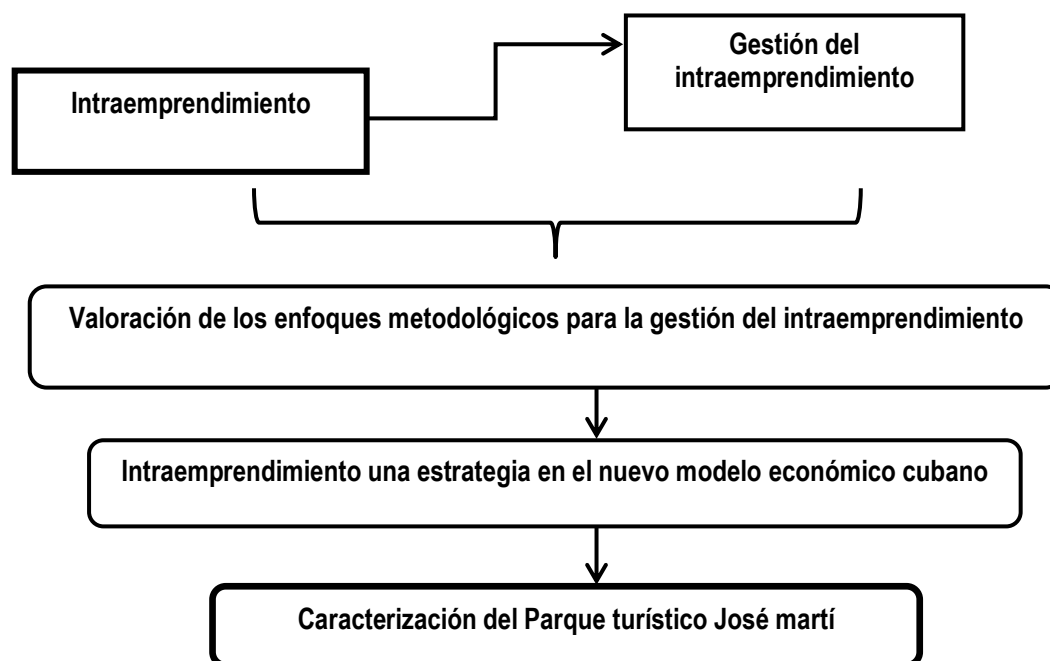 Gestión del
intraemprendimiento
Intraemprendimiento
Valoración de los enfoques metodológicos para la gestión del intraemprendimiento
Intraemprendimiento una estrategia en el nuevo modelo económico cubano
Caracterización del Parque turístico José martí